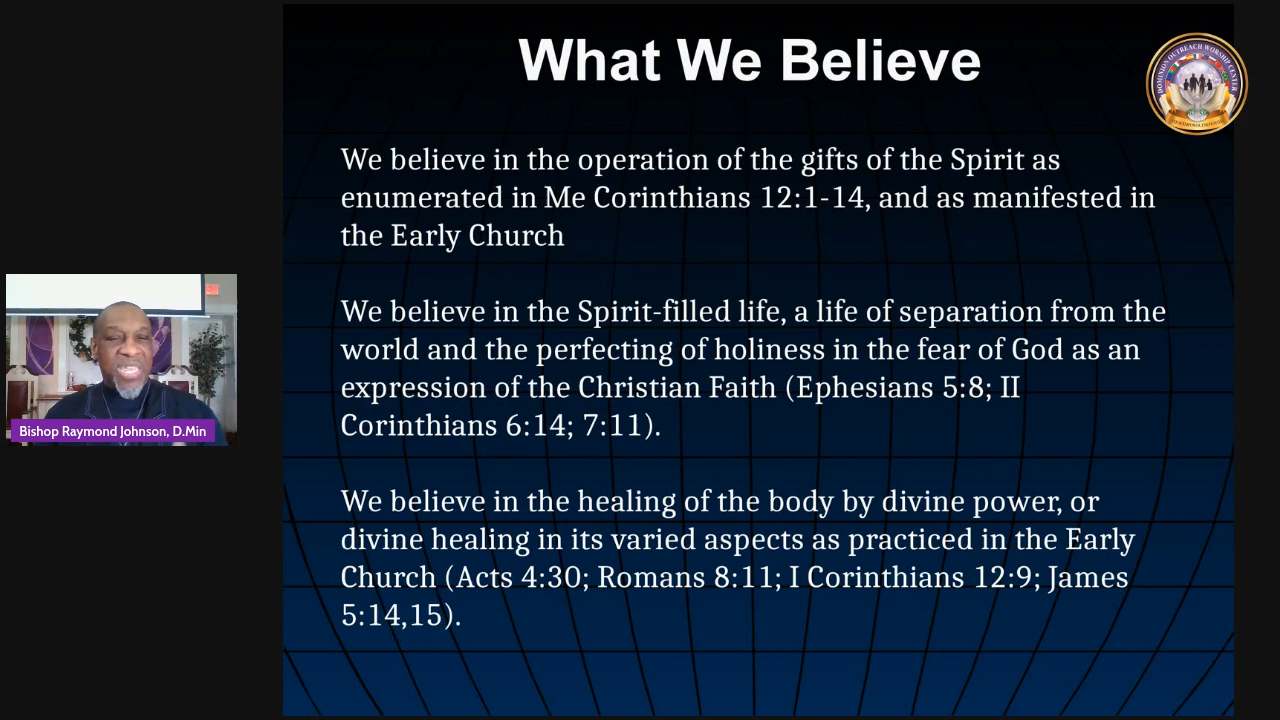 What We Believe
DOMINION OUTREACH WORSHIP CENTER
We believe in the operation of the gifts of the Spirit as
enumerated in Me Corinthians 12:1-14, and as manifested in
the Early Church
We believe in the Spirit-filled life, a life of separation from the
world and the perfecting of holiness in the fear of God as an
expression of the Christian Faith (Ephesians 5:8; II
Corinthians 6:14; 7:11).
We believe in the healing of the body by divine power, or
divine healing in its varied aspects as practiced in the Early
Church (Acts 4:30; Romans 8:11; I Corinthians 12:9; James
5:14,15).
Bishop Raymond Johnson, D.Min